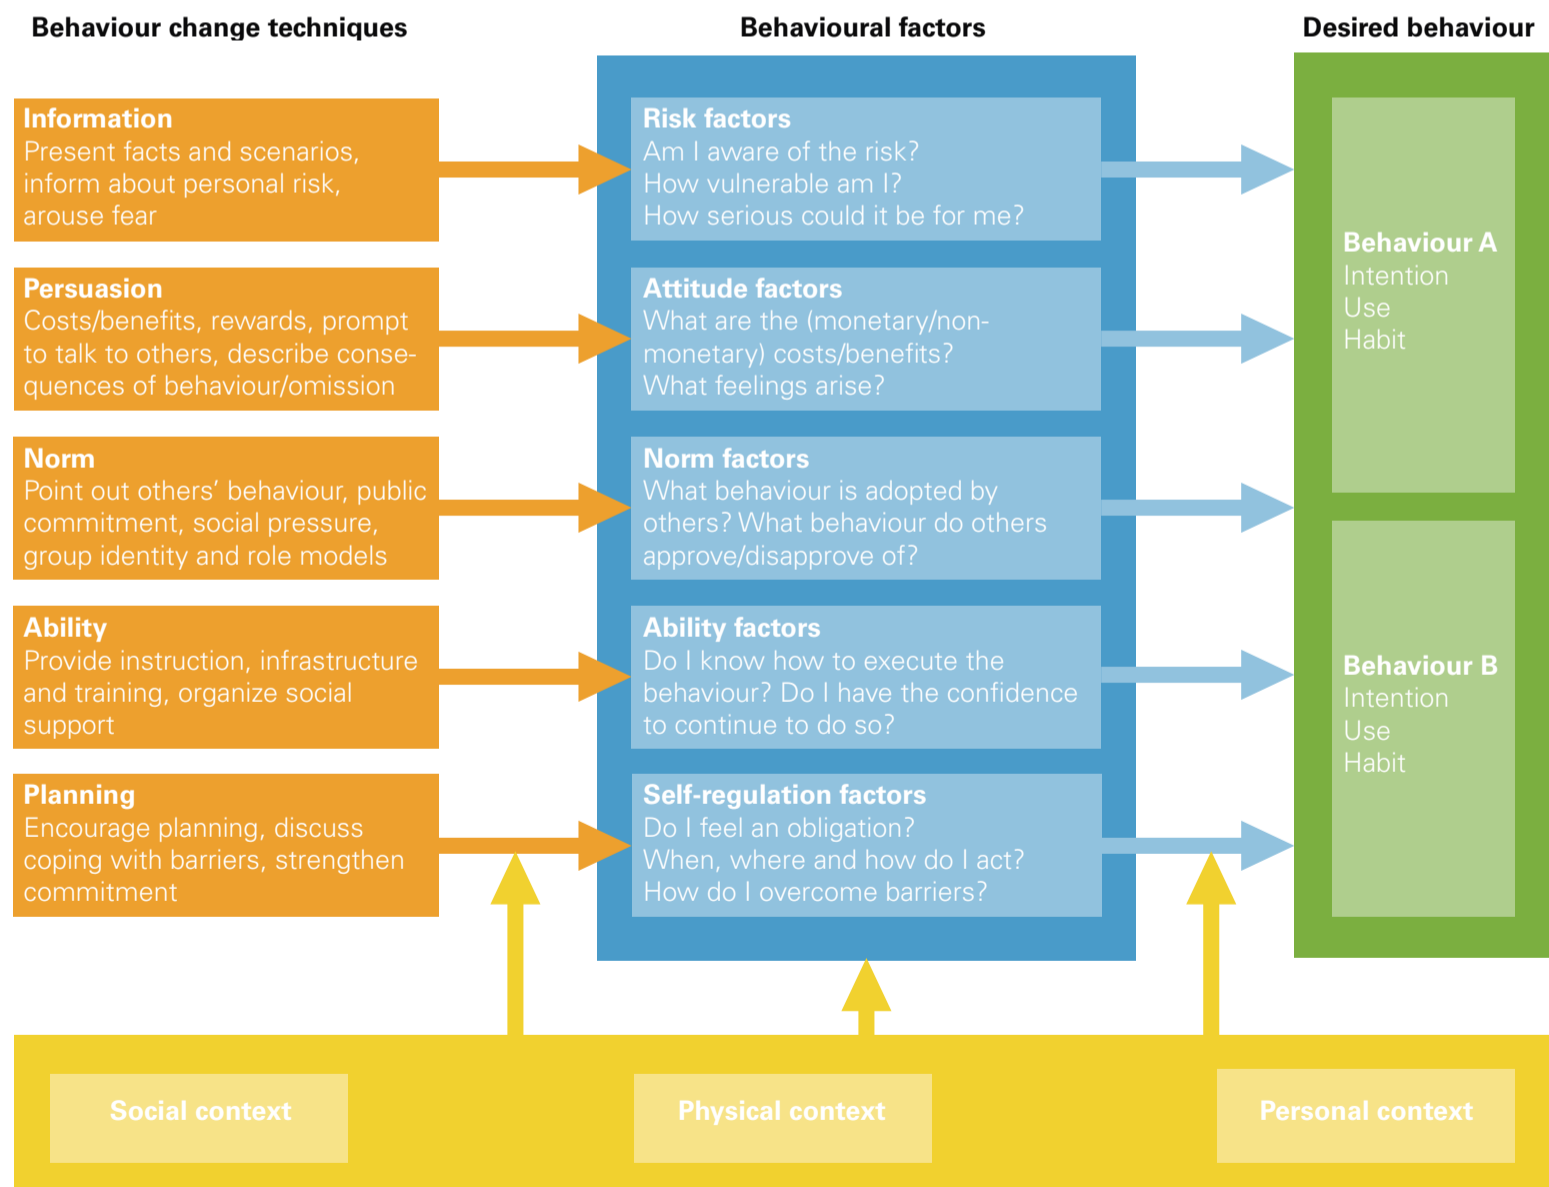 Behaviour change techniques
Behavioural factors
Desired behaviour
Information
Present facts and scenarios,
inform about personal risk,
arouse fear
Risk factors
Am I aware of the risk?
How vulnerable am I?
How serious could it be for me?
Persuasion
Costs/benefits, rewards, prompt
to talk to others, describe conse-
quences of behaviour/omission
Attitude factors
What are the (monetary/non-
monetary) costs/benefits?
What feelings arise?
Norm
Point out others’ behaviour, public
commitment, social pressure,
group identity and role models
Norm factors
What behaviour is adopted by
others? What behaviour do others
approve/disapprove of?
Ability
Provide instruction, infrastructure
and training, organize social
support
Ability factors
Do I know how to execute the
behaviour? Do I have the confidence
to continue to do so?
Planning
Encourage planning, discuss
coping with barriers, strengthen
commitment
Self-regulation factors
Do I feel an obligation?
When, where and how do I act?
How do I overcome barriers?
Behaviour A
Intention
Use
Habit
Behaviour B
Intention
Use
Habit
Social context
Physical context
Personal context